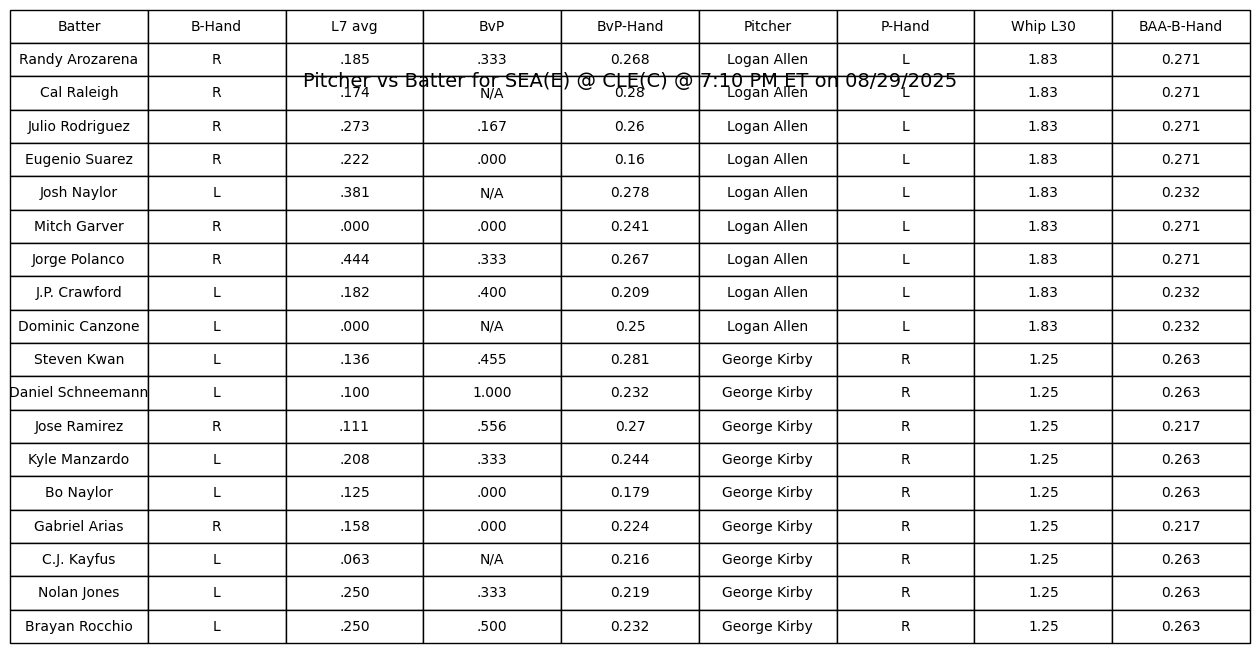 Batter B-Hand L7 avg BvP BvP-Hand Pitcher P-Hand Whip L30 BAA-B-Hand
Randy Arozarena R .185 .333 0.268 Logan Allen L 1.83 0.271
Pitcher vs Batter for SEA(E) @ CLE(C) @ 7:10 PM ET on 08/29/2025
Cal Raleigh R .174 N/A 0.28 Logan Allen L 1.83 0.271
Julio Rodriguez R .273 .167 0.26 Logan Allen L 1.83 0.271
Eugenio Suarez R .222 .000 0.16 Logan Allen L 1.83 0.271
Josh Naylor L .381 N/A 0.278 Logan Allen L 1.83 0.232
Mitch Garver R .000 .000 0.241 Logan Allen L 1.83 0.271
Jorge Polanco R .444 .333 0.267 Logan Allen L 1.83 0.271
J.P. Crawford L .182 .400 0.209 Logan Allen L 1.83 0.232
Dominic Canzone L .000 N/A 0.25 Logan Allen L 1.83 0.232
Steven Kwan L .136 .455 0.281 George Kirby R 1.25 0.263
Daniel Schneemann L .100 1.000 0.232 George Kirby R 1.25 0.263
Jose Ramirez R .111 .556 0.27 George Kirby R 1.25 0.217
Kyle Manzardo L .208 .333 0.244 George Kirby R 1.25 0.263
Bo Naylor L .125 .000 0.179 George Kirby R 1.25 0.263
Gabriel Arias R .158 .000 0.224 George Kirby R 1.25 0.217
C.J. Kayfus L .063 N/A 0.216 George Kirby R 1.25 0.263
Nolan Jones L .250 .333 0.219 George Kirby R 1.25 0.263
Brayan Rocchio L .250 .500 0.232 George Kirby R 1.25 0.263